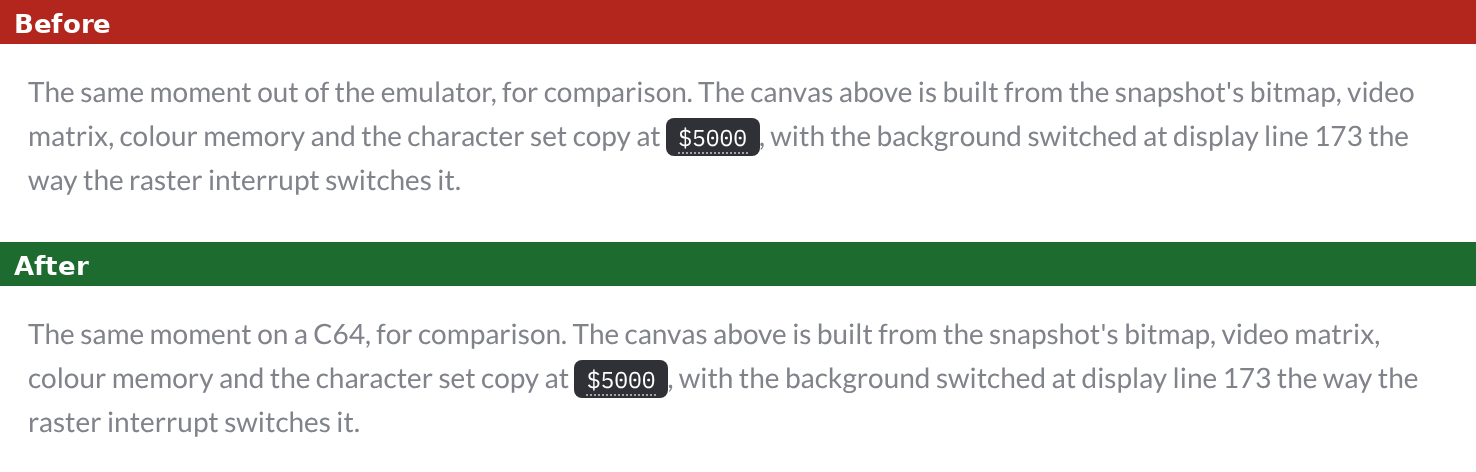 Before
The same moment out of the emulator, for comparison. The canvas above is built from the snapshot's bitmap, video
matrix, colour memory and the character set copy at $5000, with the background switched at display line 173 the
way the raster interrupt switches it.
After
The same moment on a C64, for comparison. The canvas above is built from the snapshot's bitmap, video matrix,
colour memory and the character set copy at $5000, with the background switched at display line 173 the way the
raster interrupt switches it.